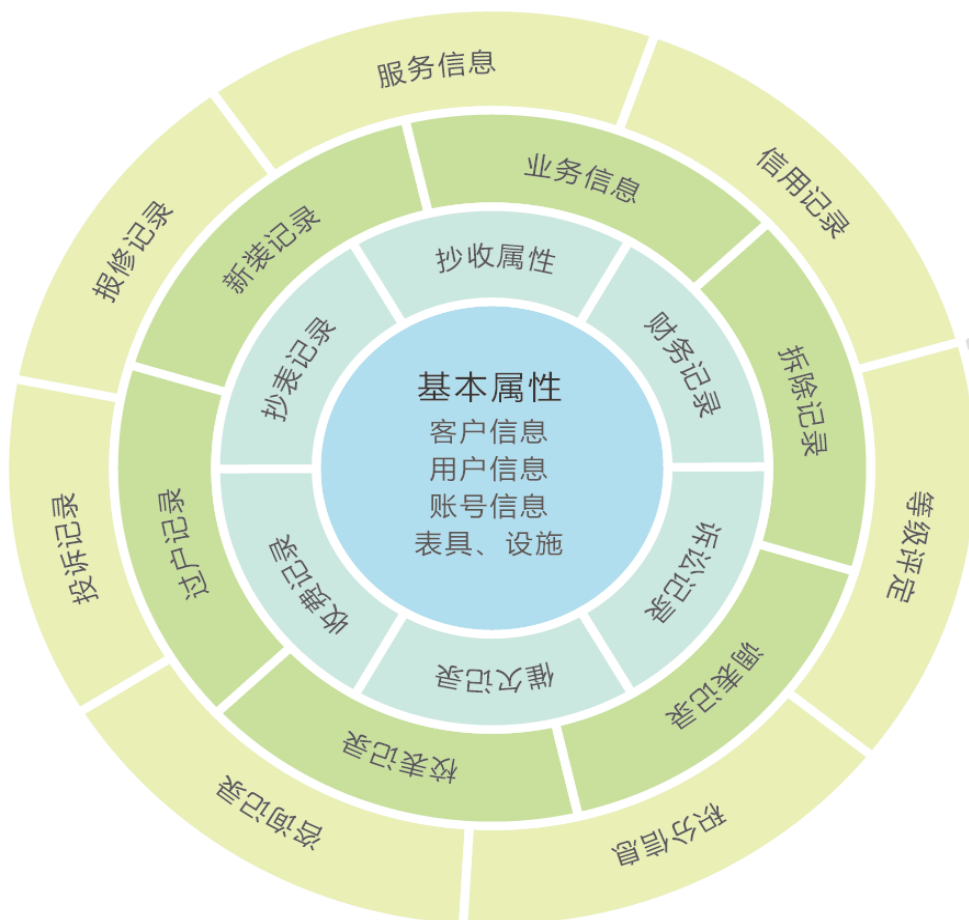 基本属性
客户信息
用户信息
账号信息
表具、设施
抄收属性
财务记录
诉讼记录
催欠记录
收费记录
抄表记录
业务信息
拆除记录
调表记录
校表记录
过户记录
新装记录
服务信息
信用记录
等级评定
积分信息
咨询记录
投诉记录
报修记录